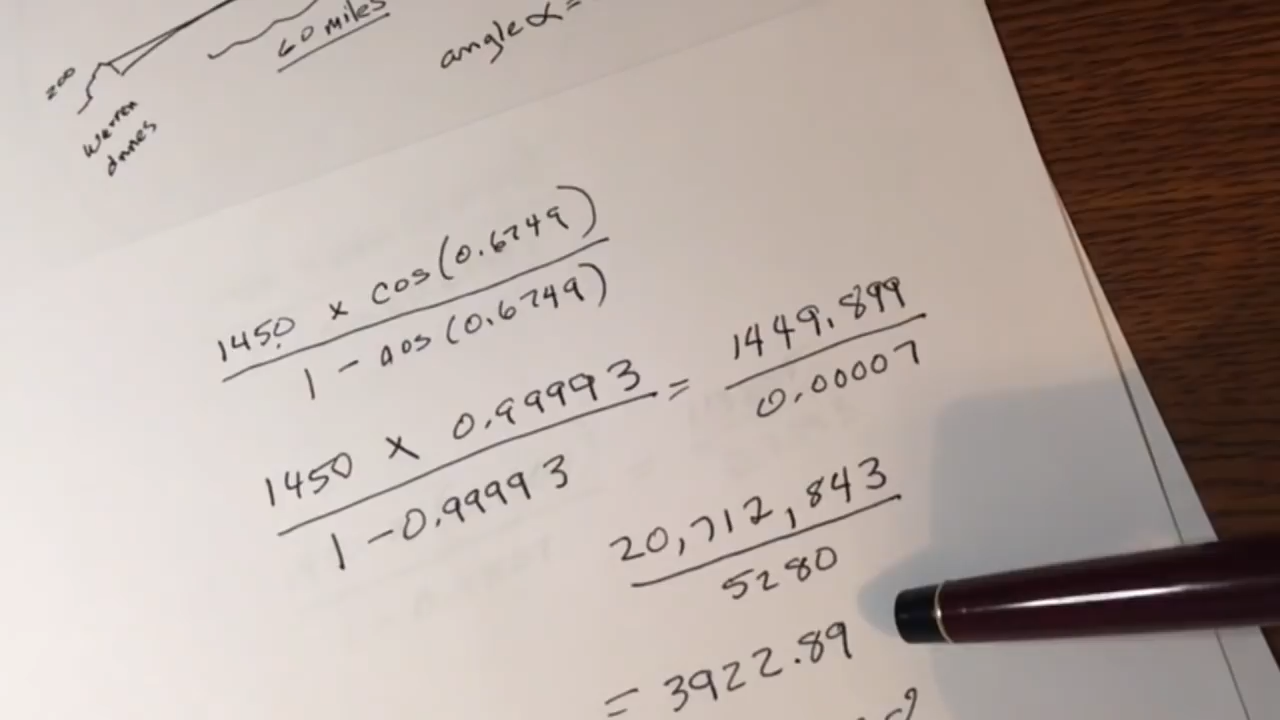 60 miles
angle α =
200
Warren
dunes
1450 × cos(0.6749)
1 - cos(0.6749)
1450 × 0.99993 = 1449.899
1 - 0.99993 0.00007
20,712,843
5280
= 3922.89